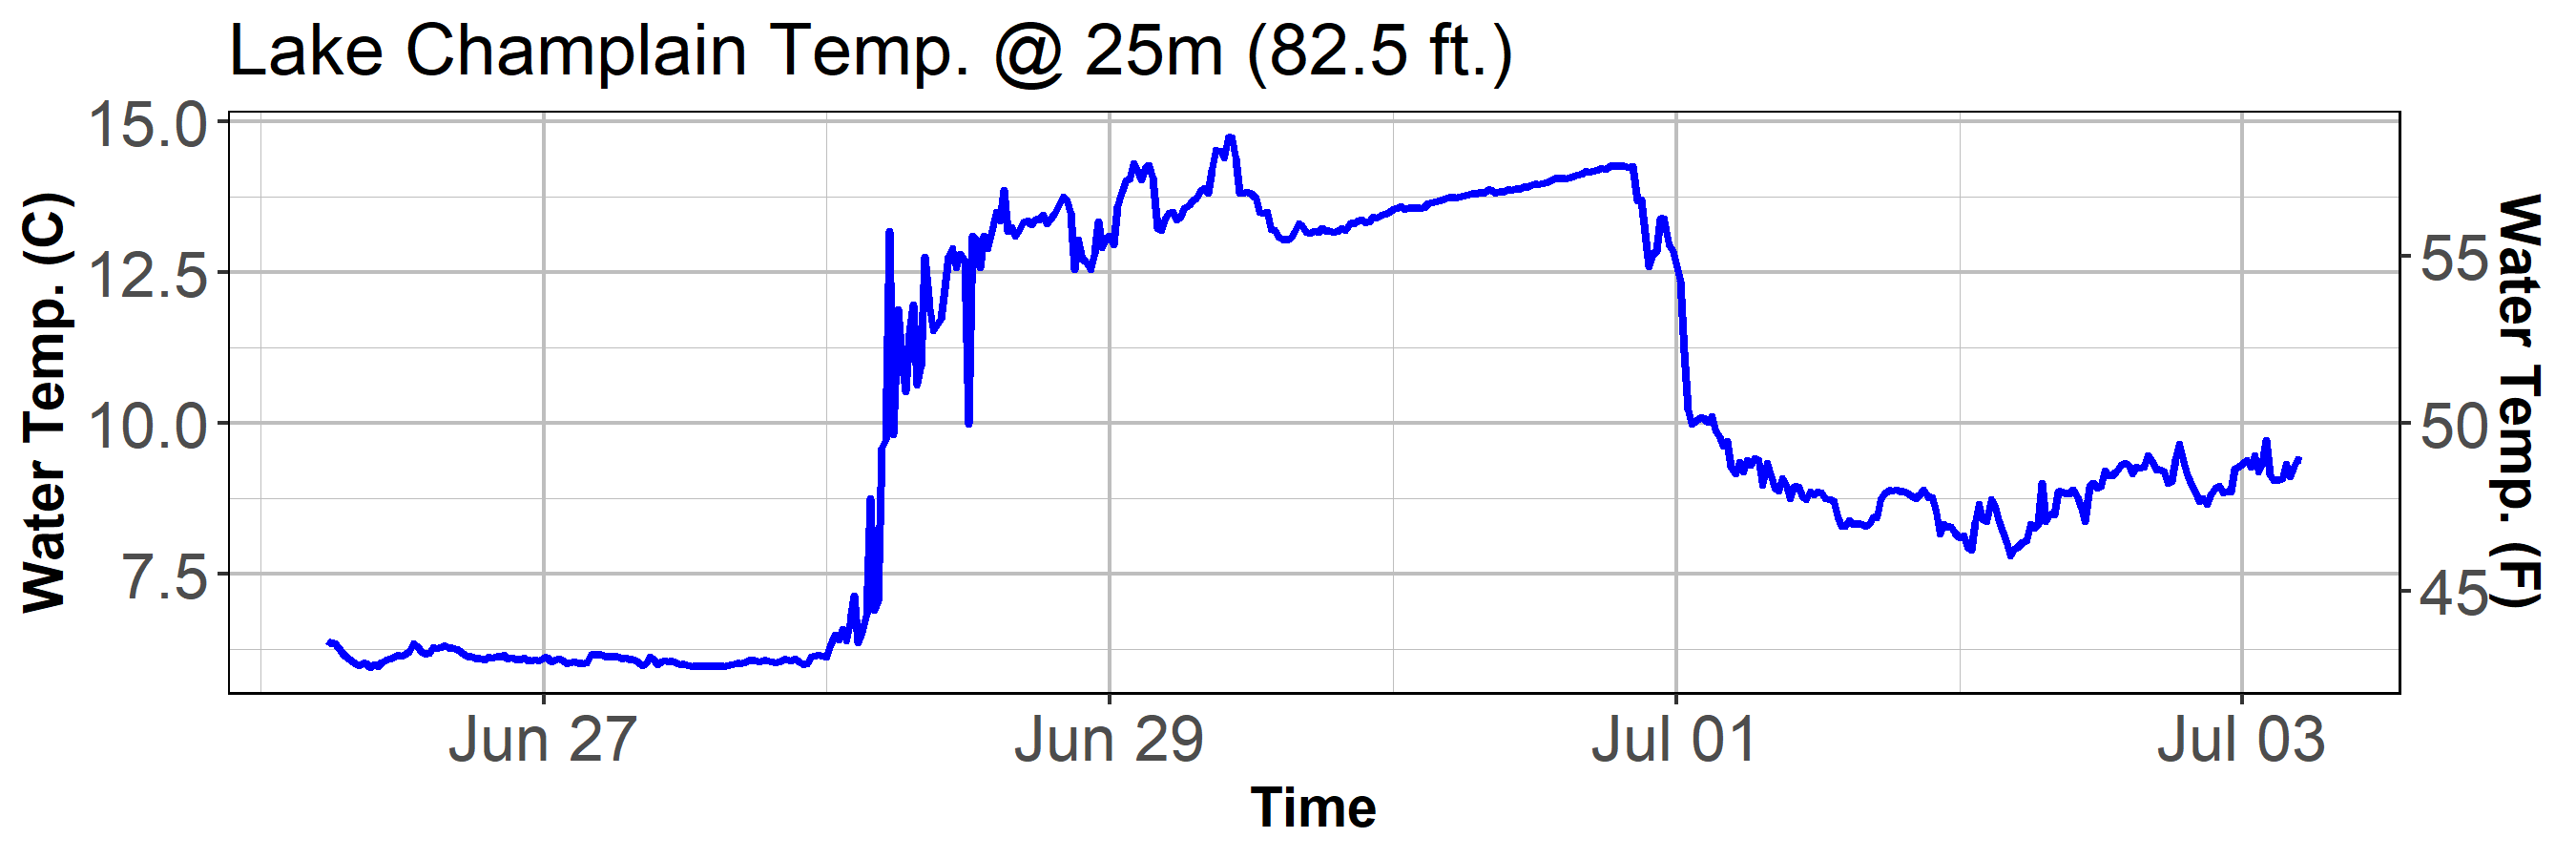 Lake Champlain Temp. @ 25m (82.5 ft.)
Water Temp. (C)
15.0
12.5
10.0
7.5
55
50
45
Water Temp. (F)
Jun 27 Jun 29 Jul 01 Jul 03
Time